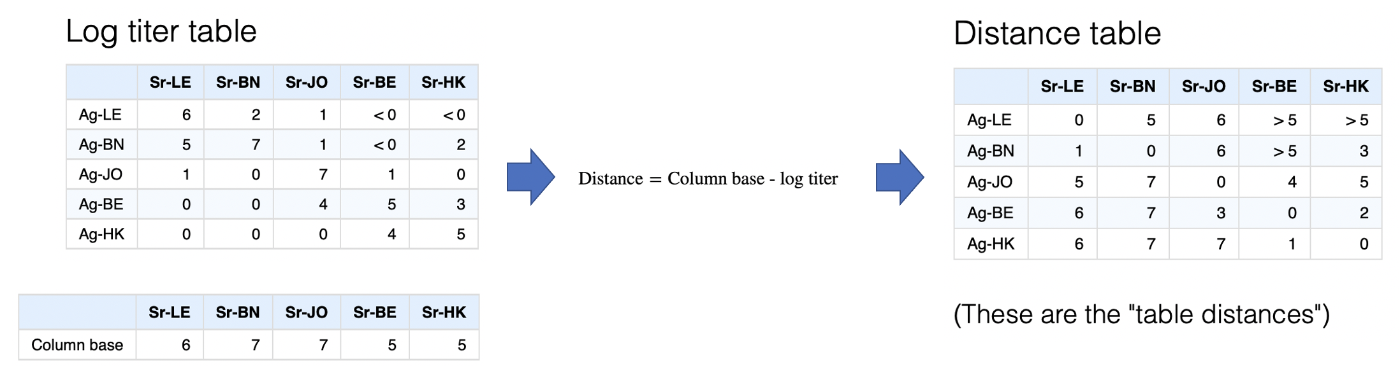 Log titer table
Sr-LE Sr-BN Sr-JO Sr-BE Sr-HK
Ag-LE 6 2 1 < 0 < 0
Ag-BN 5 7 1 < 0 2
Ag-JO 1 0 7 1 0
Ag-BE 0 0 4 5 3
Ag-HK 0 0 0 4 5
Sr-LE Sr-BN Sr-JO Sr-BE Sr-HK
Column base 6 7 7 5 5
Distance = Column base - log titer
Distance table
Sr-LE Sr-BN Sr-JO Sr-BE Sr-HK
Ag-LE 0 5 6 > 5 > 5
Ag-BN 1 0 6 > 5 3
Ag-JO 5 7 0 4 5
Ag-BE 6 7 3 0 2
Ag-HK 6 7 7 1 0
(These are the "table distances")